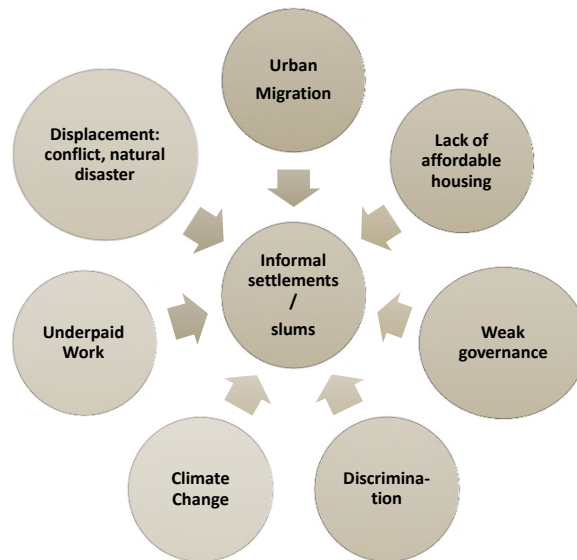 Urban
Migration
Displacement:
conflict, natural
disaster
Lack of
affordable
housing
Informal
settlements
/
slums
Underpaid
Work
Weak
governance
Climate
Change
Discrimina-
tion